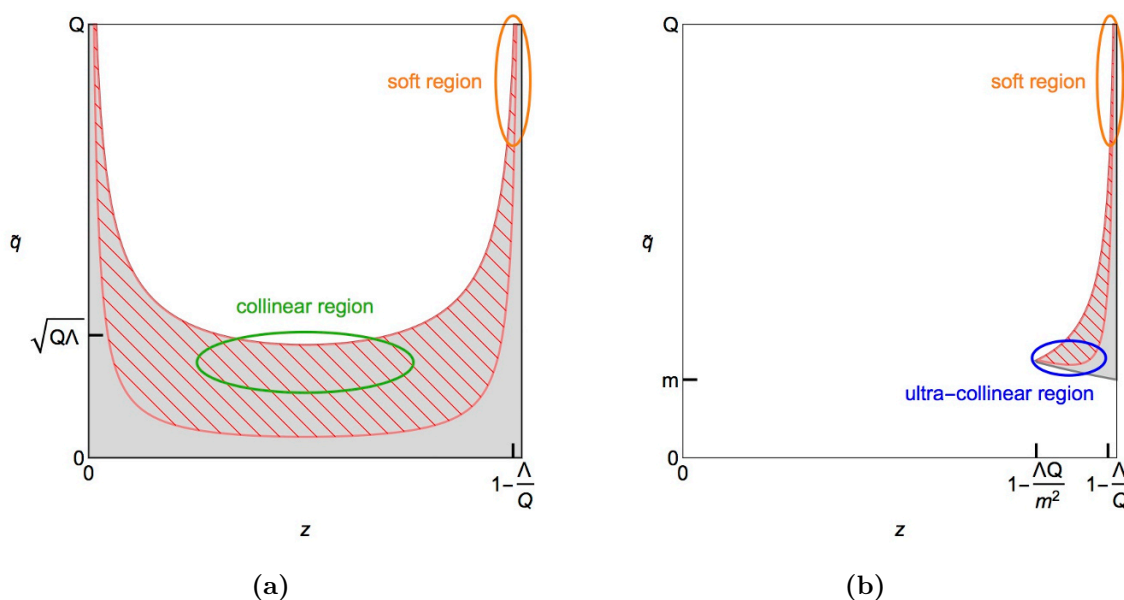 Q
soft region
collinear region
q̃
√QΛ
0
0
1-Λ/Q
z
(a)
Q
soft region
q̃
m
ultra-collinear region
0
0
1-ΛQ/m²
1-Λ/Q
z
(b)